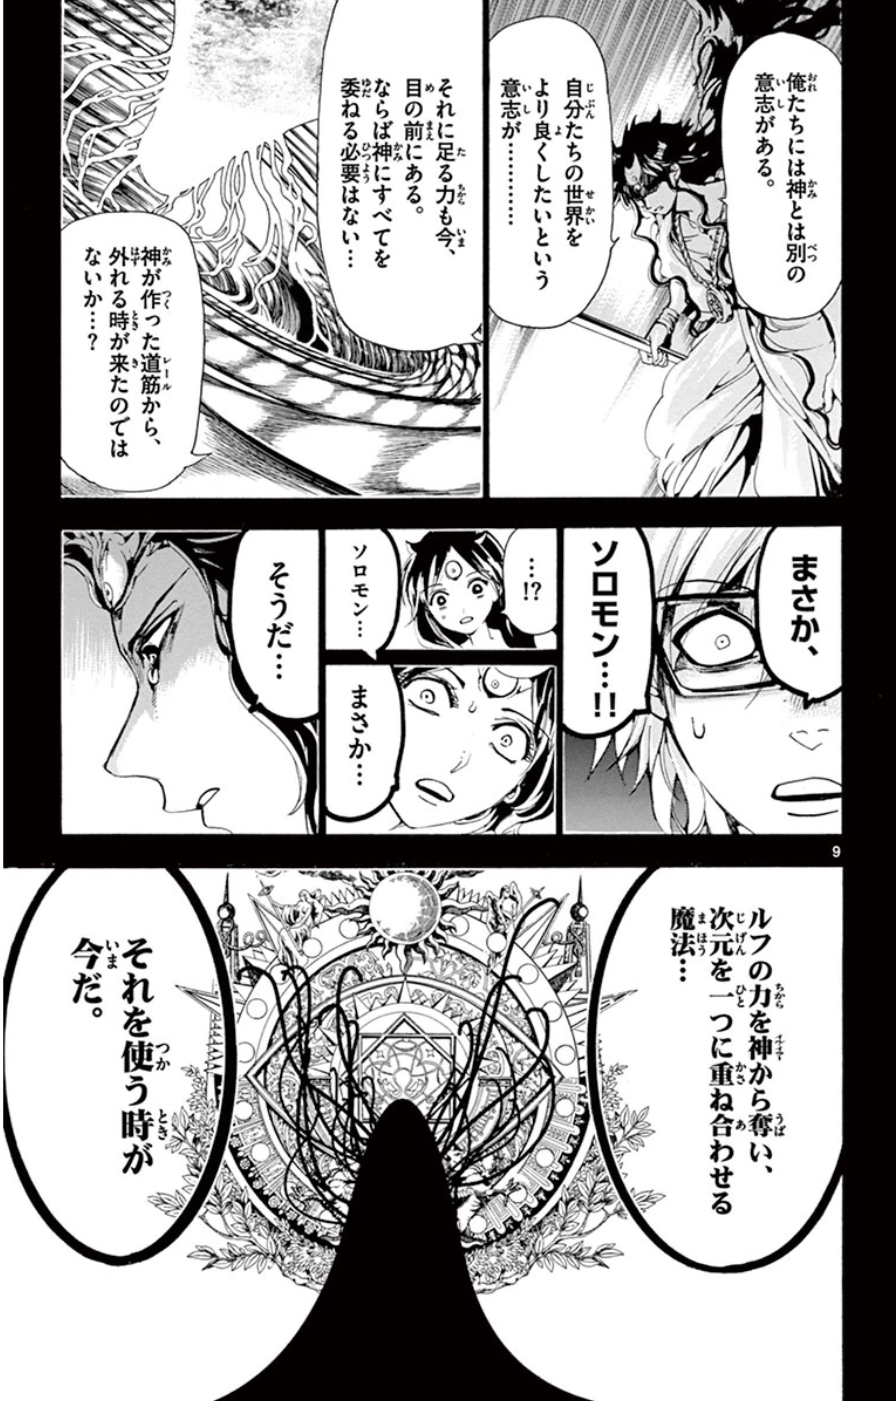 俺たちには神とは別の
意志がある。
自分たちの世界を
より良くしたいという
意志が…………
それに足る力も今、
目の前にある。
ならば神にすべてを
委ねる必要はない…
神が作った道筋から、
外れる時が来たのでは
ないか…？
まさか、
ソロモン…!!
…!?
ソロモン…
まさか…
そうだ…
9
ルフの力を神から奪い、
次元を一つに重ね合わせる
魔法…
それを使う時が
今だ。